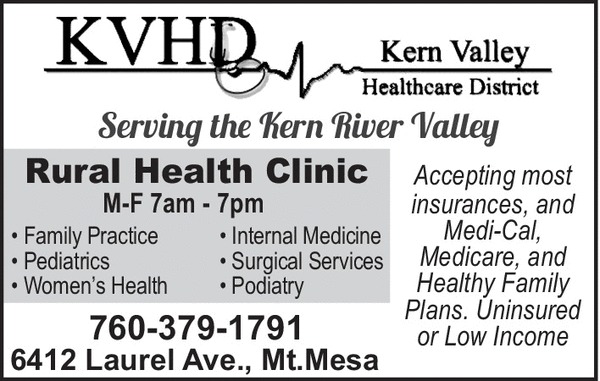 KVHD
Kern Valley
Healthcare District
Serving the Kern River Valley
Rural Health Clinic
M-F 7am - 7pm
• Family Practice
• Pediatrics
• Women's Health
• Internal Medicine
• Surgical Services
• Podiatry
760-379-1791
6412 Laurel Ave., Mt.Mesa
Accepting most
insurances, and
Medi-Cal,
Medicare, and
Healthy Family
Plans. Uninsured
or Low Income